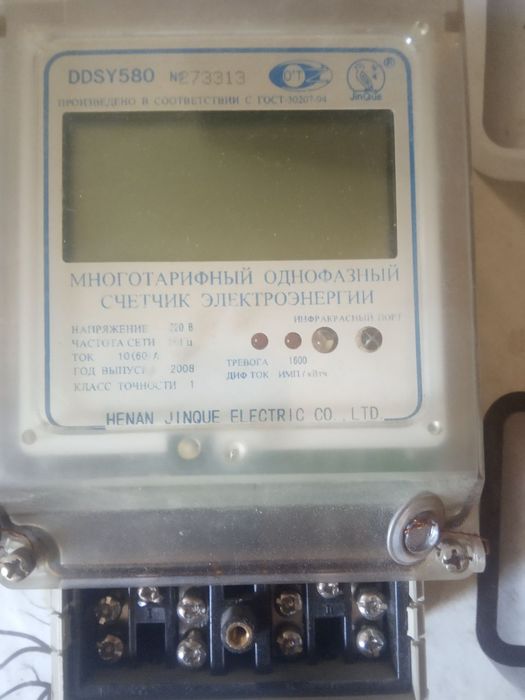 DDSY580 №273313
JinQue ®
ПРОИЗВЕДЕНО В СООТВЕТСТВИИ С ГОСТ-30207-94
МНОГОТАРИФНЫЙ ОДНОФАЗНЫЙ
СЧЕТЧИК ЭЛЕКТРОЭНЕРГИИ
ИНФРАКРАСНЫЙ ПОРТ
НАПРЯЖЕНИЕ 220 В
ЧАСТОТА СЕТИ Гц
ТОК 10(60) А
ГОД ВЫПУСКА 2008
КЛАСС ТОЧНОСТИ 1
ТРЕВОГА 1600
ДИФ ТОК ИМП/кВтч
HENAN JINQUE ELECTRIC CO.,LTD